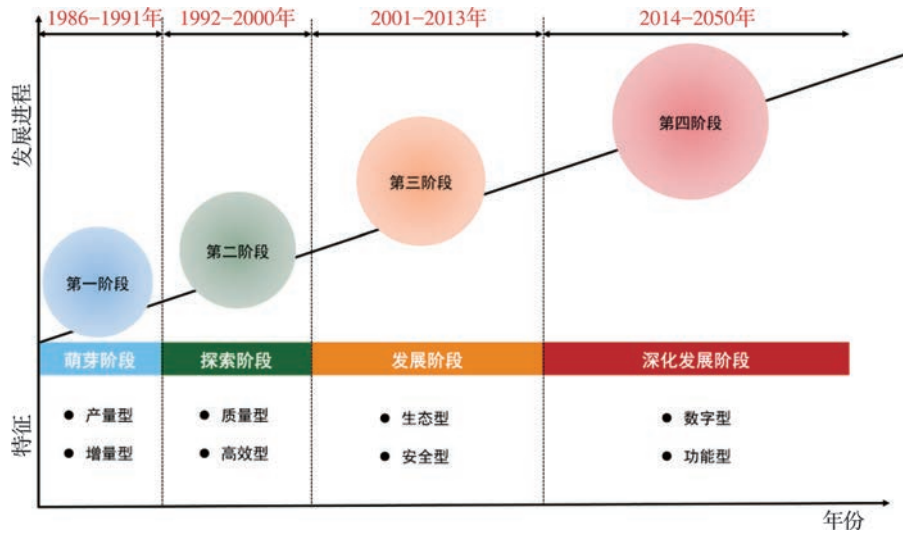 1986-1991年
1992-2000年
2001-2013年
2014-2050年
发展进程
第一阶段
第二阶段
第三阶段
第四阶段
萌芽阶段
探索阶段
发展阶段
深化发展阶段
特征
● 产量型
● 增量型
● 质量型
● 高效型
● 生态型
● 安全型
● 数字型
● 功能型
年份